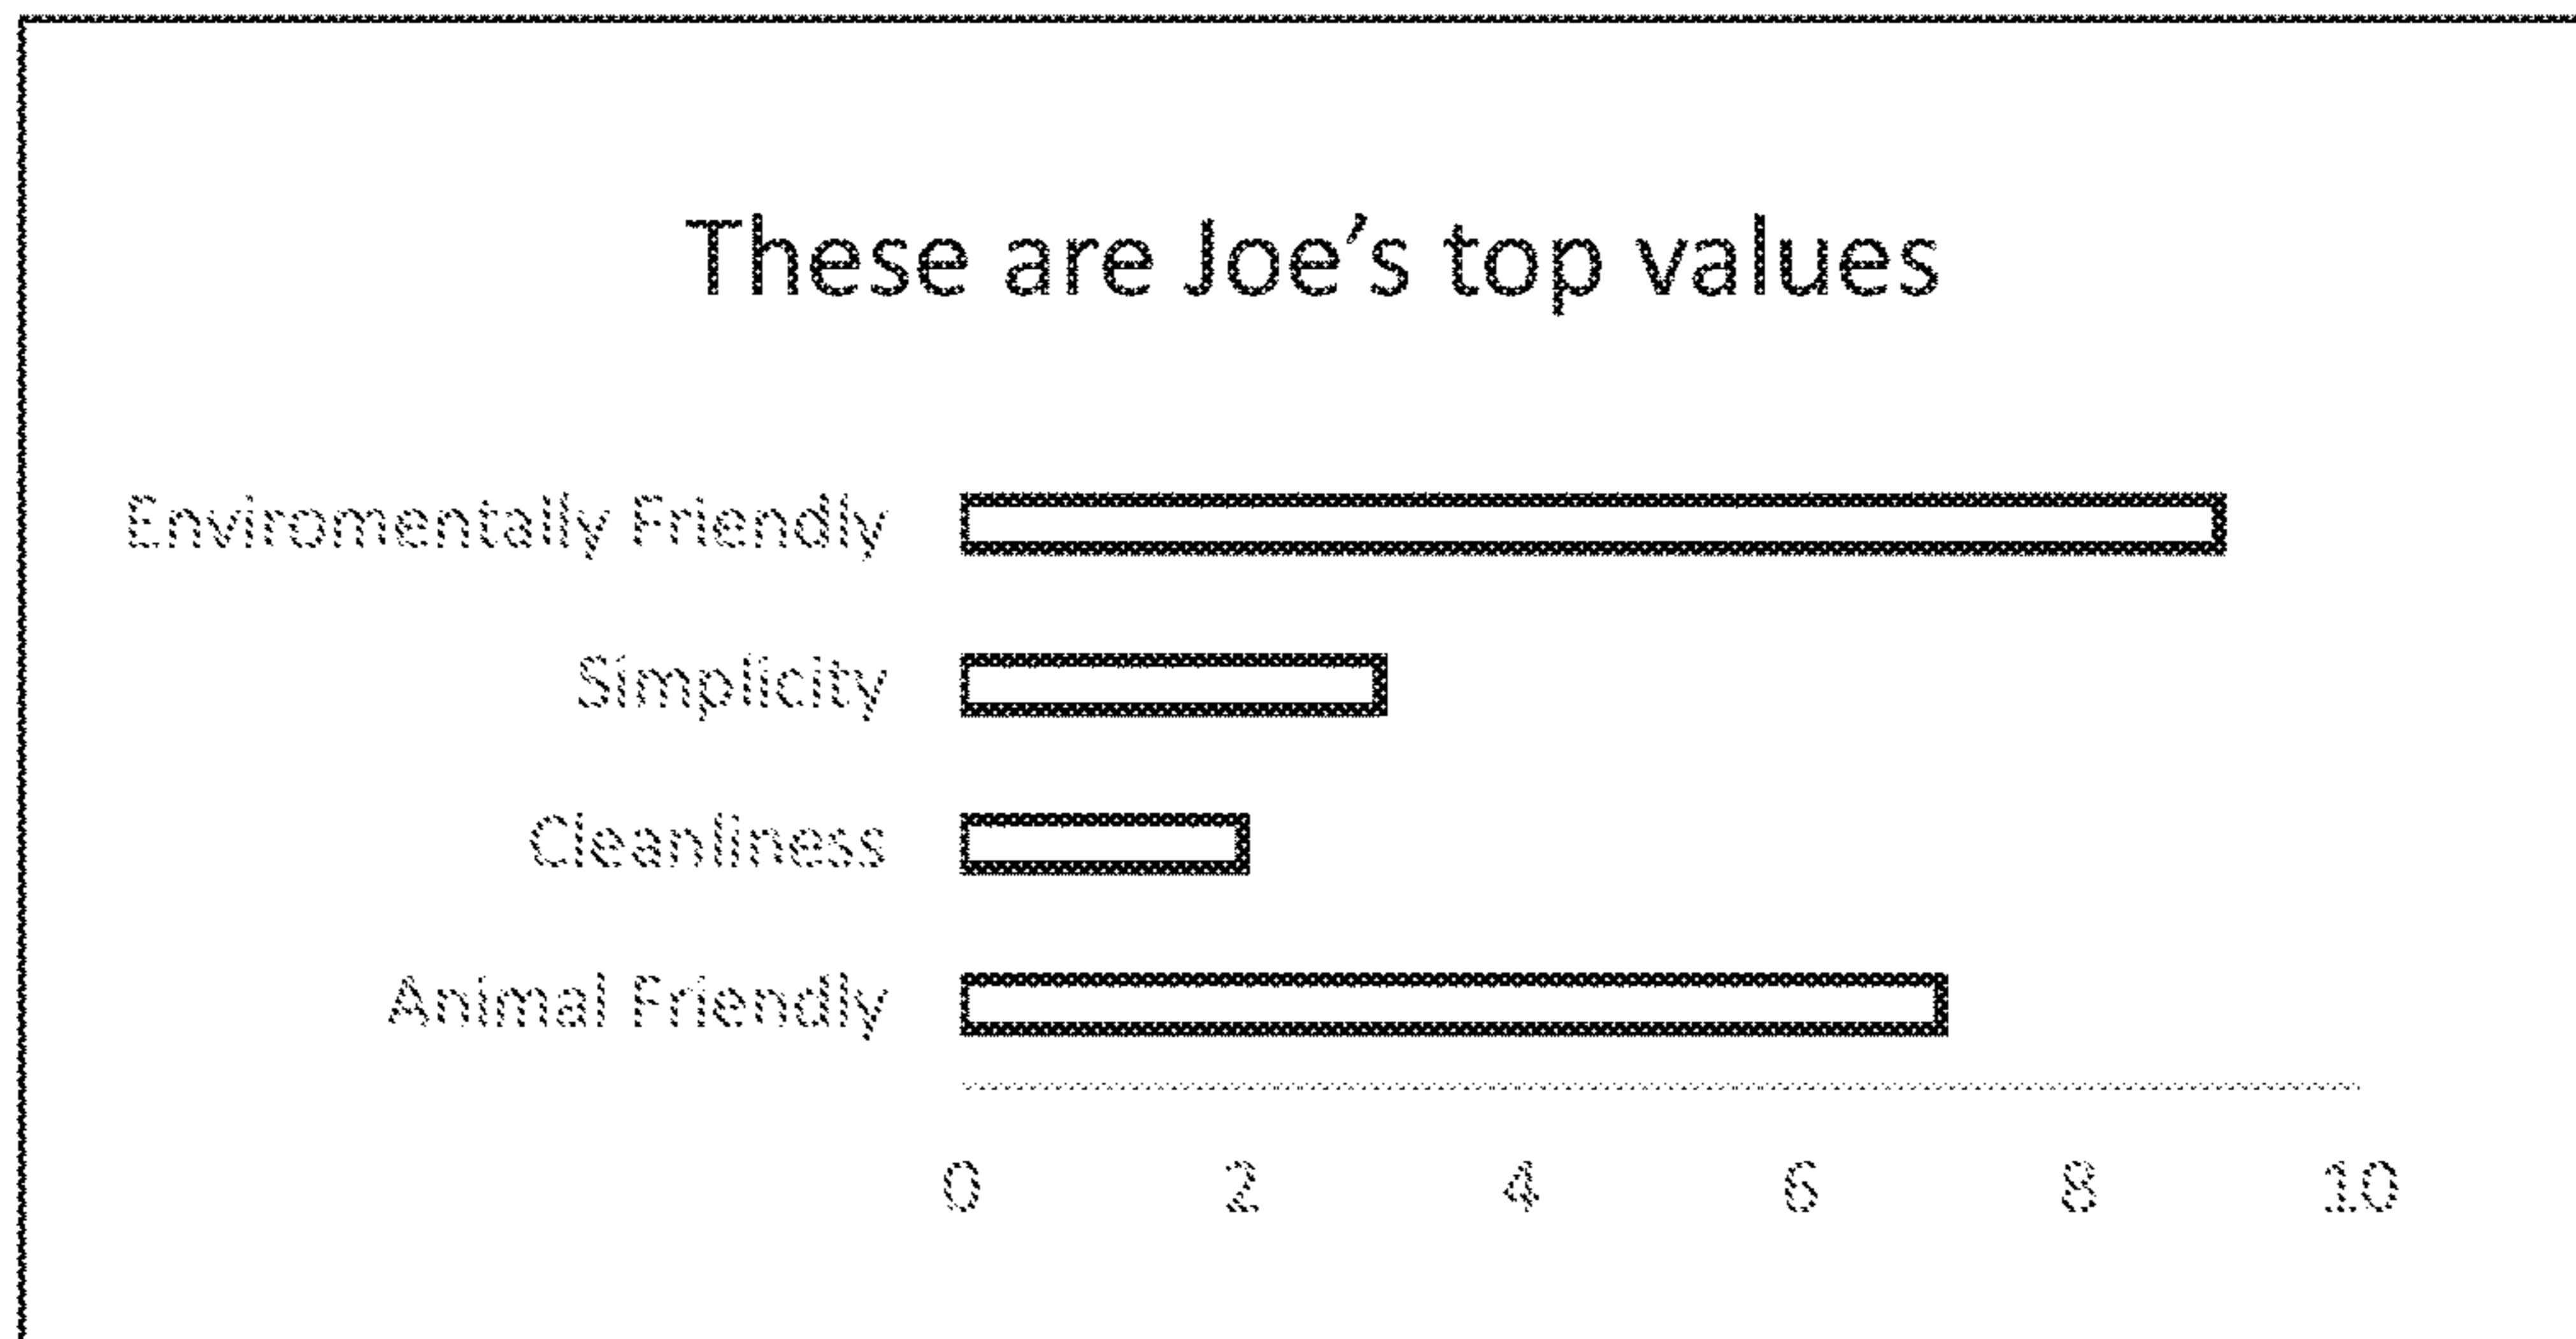 These are Joe’s top values
Enviromentally Friendly
Simplicity
Cleanliness
Animal Friendly
0 2 4 6 8 10